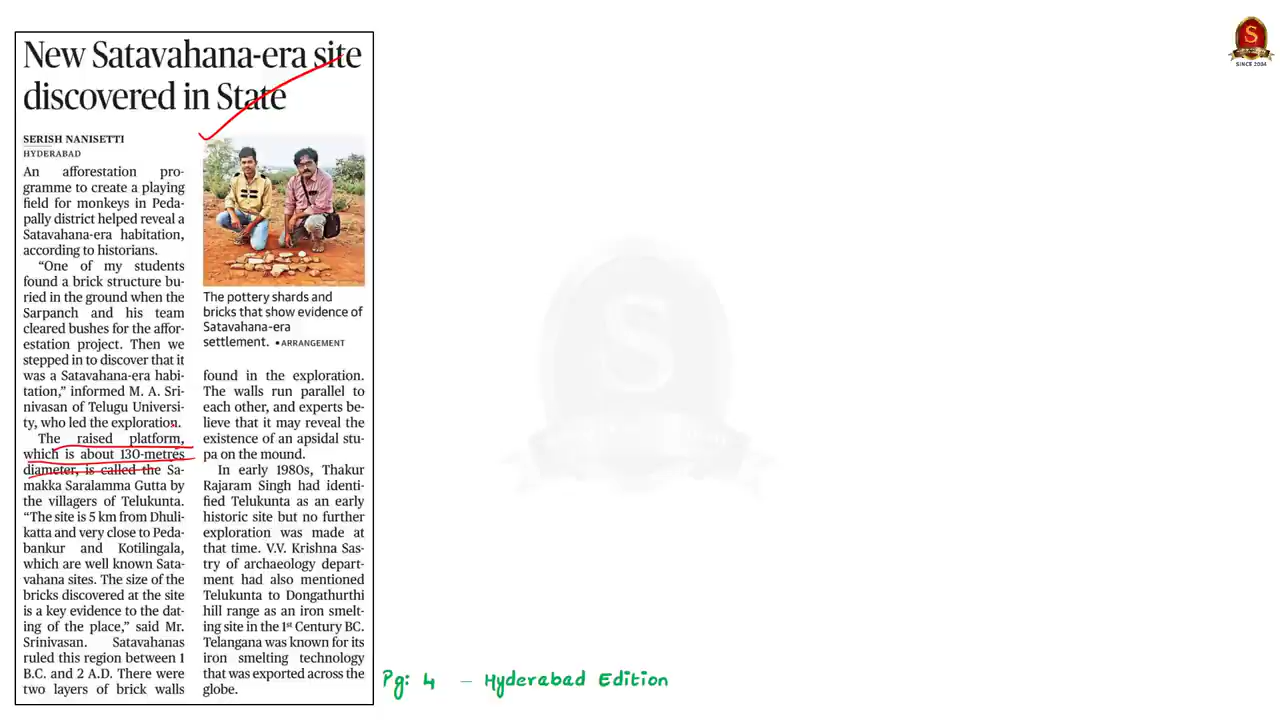 New Satavahana-era site
discovered in State
SERISH NANISETTI
HYDERABAD
An afforestation pro-
gramme to create a playing
field for monkeys in Peda-
pally district helped reveal a
Satavahana-era habitation,
according to historians.
“One of my students
found a brick structure bu-
ried in the ground when the
Sarpanch and his team
cleared bushes for the affor-
estation project. Then we
stepped in to discover that it
was a Satavahana-era habi-
tation,” informed M. A. Sri-
nivasan of Telugu Universi-
ty, who led the exploration.
The raised platform,
which is about 130-metres
diameter, is called the Sa-
makka Saralamma Gutta by
the villagers of Telukunta.
“The site is 5 km from Dhuli-
katta and very close to Peda-
bankur and Kotilingala,
which are well known Sata-
vahana sites. The size of the
bricks discovered at the site
is a key evidence to the dat-
ing of the place,” said Mr.
Srinivasan. Satavahanas
ruled this region between 1
B.C. and 2 A.D. There were
two layers of brick walls
The pottery shards and
bricks that show evidence of
Satavahana-era
settlement. •ARRANGEMENT
found in the exploration.
The walls run parallel to
each other, and experts be-
lieve that it may reveal the
existence of an apsidal stu-
pa on the mound.
In early 1980s, Thakur
Rajaram Singh had identi-
fied Telukunta as an early
historic site but no further
exploration was made at
that time. V.V. Krishna Sas-
try of archaeology depart-
ment had also mentioned
Telukunta to Dongathurthi
hill range as an iron smelt-
ing site in the 1st Century BC.
Telangana was known for its
iron smelting technology
that was exported across the
globe.
Pg: 4 – Hyderabad Edition
S
SINCE 2004
S